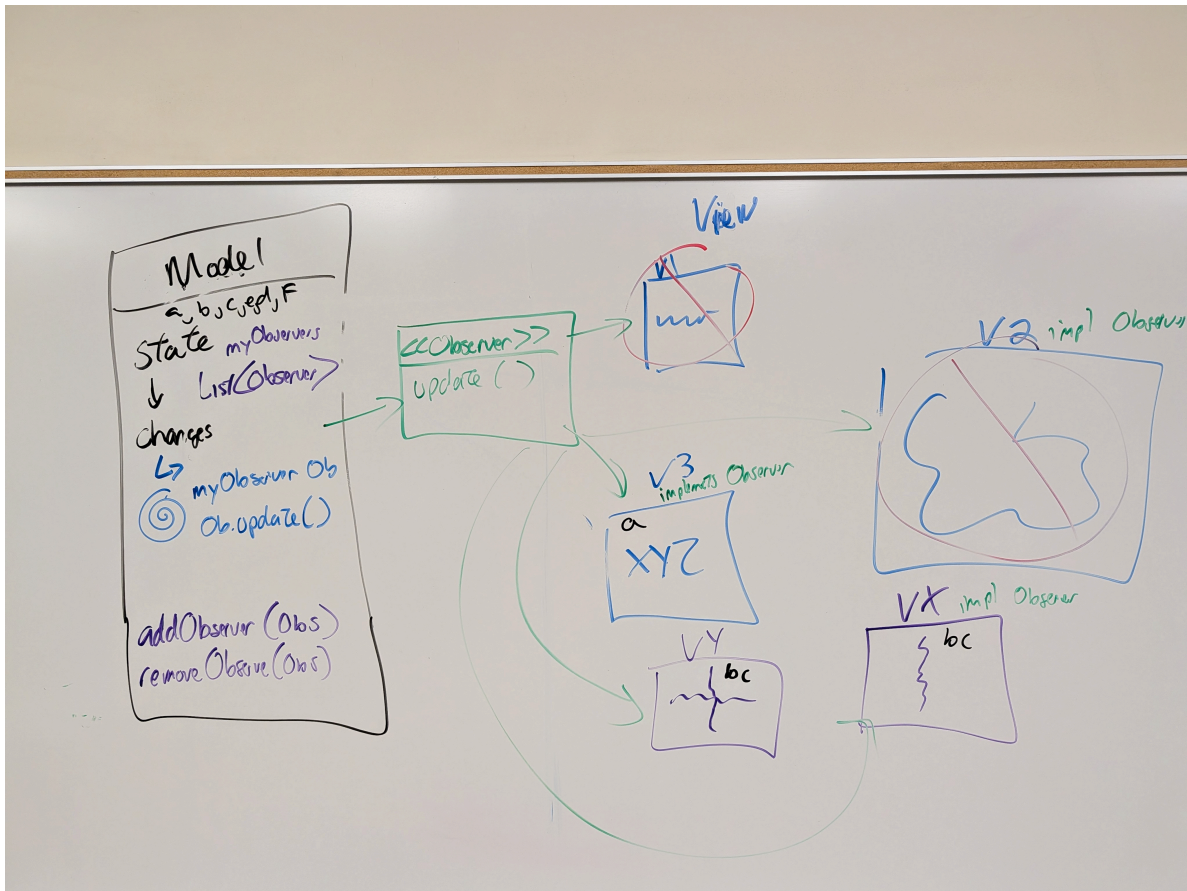 Model
a, b, c, e, d, F
State myObservers
List<Observer>
changes
myObserver Ob
Ob.update()
addObserver (Obs)
removeObserve(Obs)
<<Observer>>
update ()
View
V1
V2 impl Observer
V3
implemets Observer
a
XYZ
VX impl Observer
bc
VY
bc